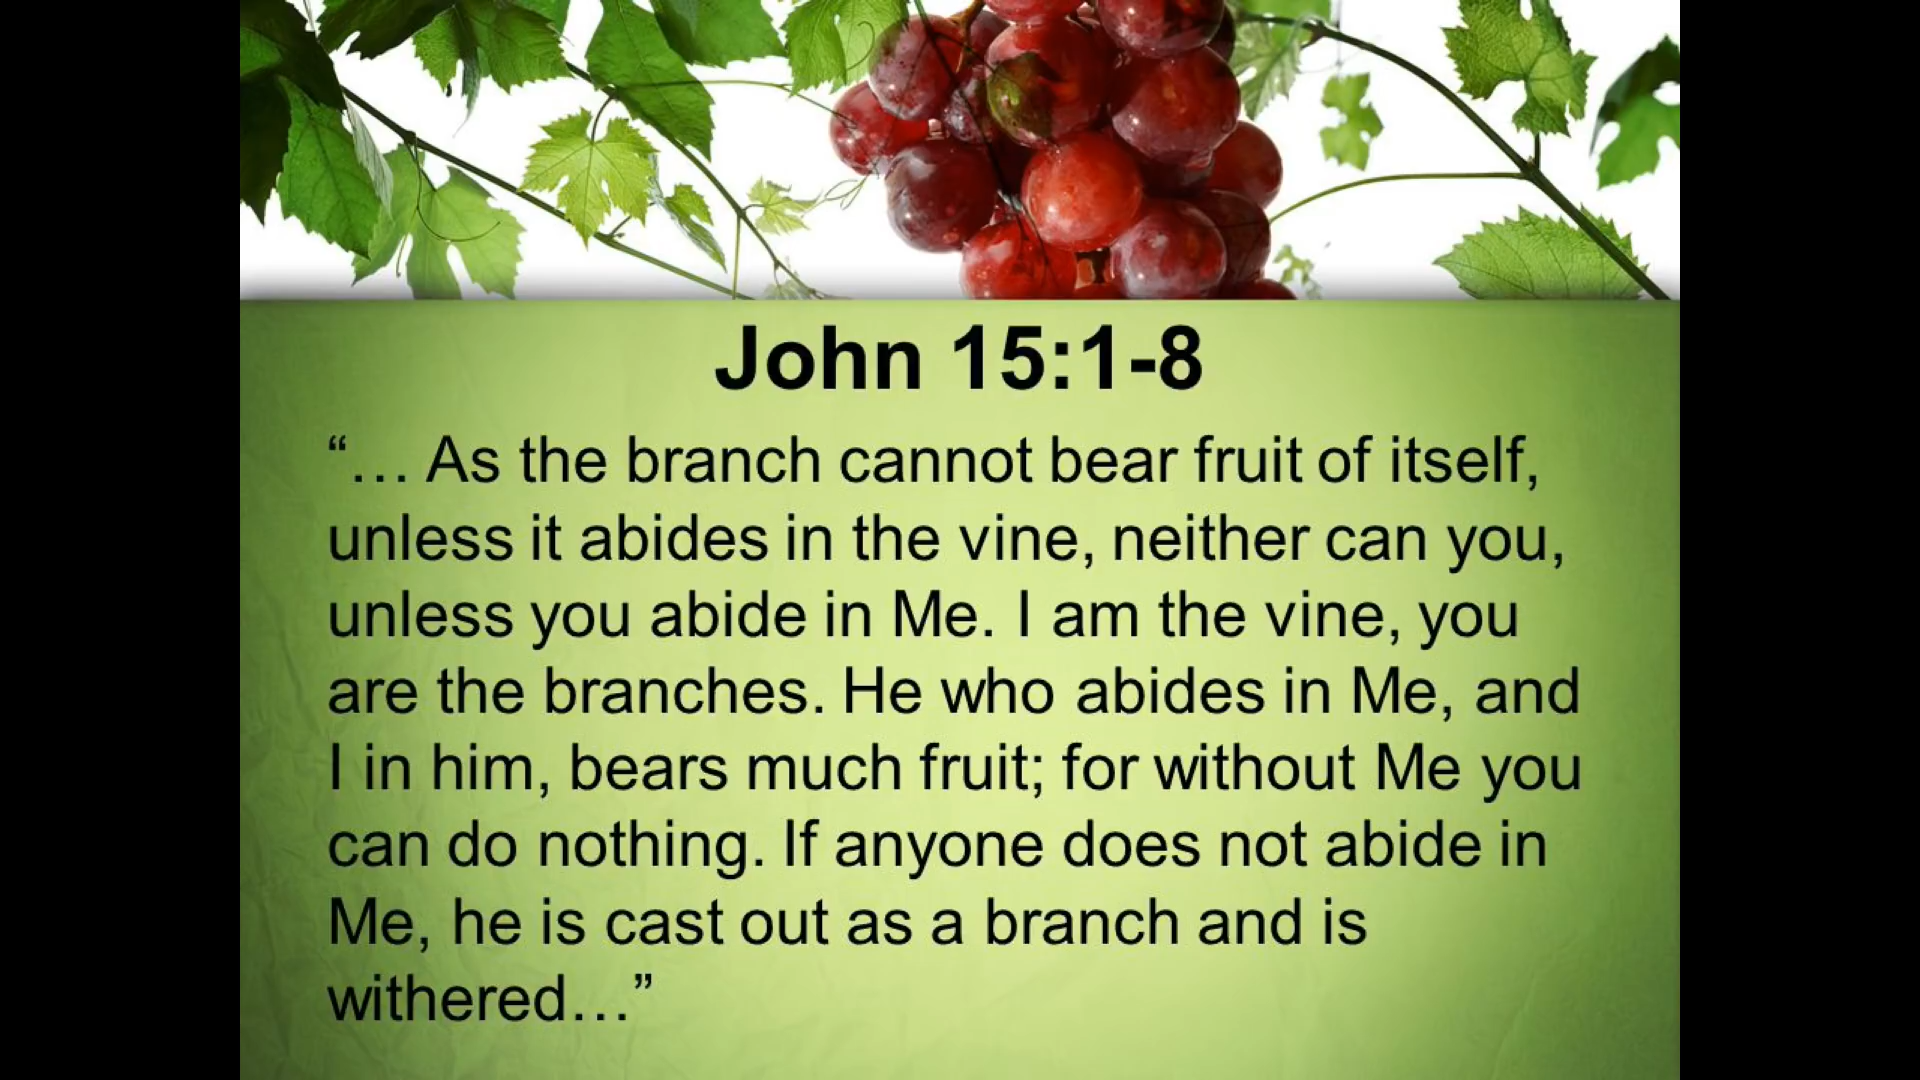 John 15:1-8
“… As the branch cannot bear fruit of itself,
unless it abides in the vine, neither can you,
unless you abide in Me. I am the vine, you
are the branches. He who abides in Me, and
I in him, bears much fruit; for without Me you
can do nothing. If anyone does not abide in
Me, he is cast out as a branch and is
withered…”